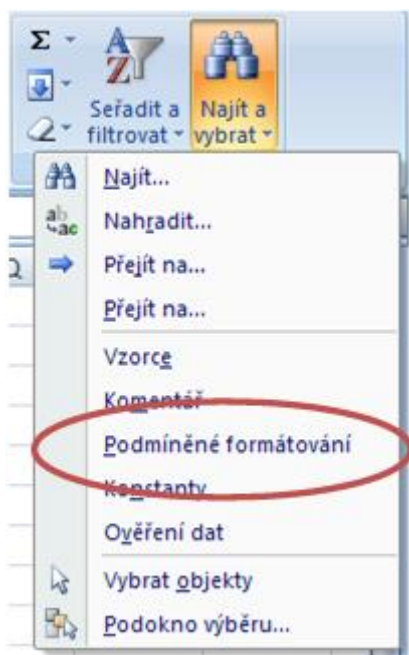 Σ
Seřadit a
filtrovat
Najít a
vybrat
Najít...
Nahradit...
Přejít na...
Přejít na...
Vzorce
Komentář
Podmíněné formátování
Konstanty
Ověření dat
Vybrat objekty
Podokno výběru...